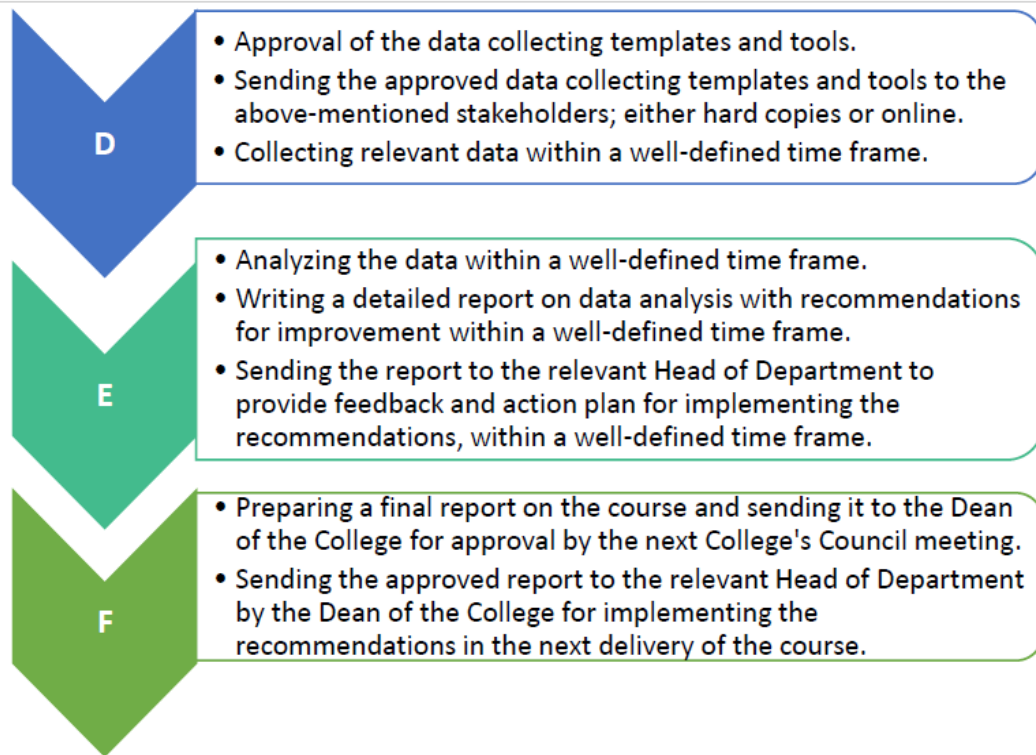 D
• Approval of the data collecting templates and tools.
• Sending the approved data collecting templates and tools to the
above-mentioned stakeholders; either hard copies or online.
• Collecting relevant data within a well-defined time frame.
E
• Analyzing the data within a well-defined time frame.
• Writing a detailed report on data analysis with recommendations
for improvement within a well-defined time frame.
• Sending the report to the relevant Head of Department to
provide feedback and action plan for implementing the
recommendations, within a well-defined time frame.
F
• Preparing a final report on the course and sending it to the Dean
of the College for approval by the next College's Council meeting.
• Sending the approved report to the relevant Head of Department
by the Dean of the College for implementing the
recommendations in the next delivery of the course.